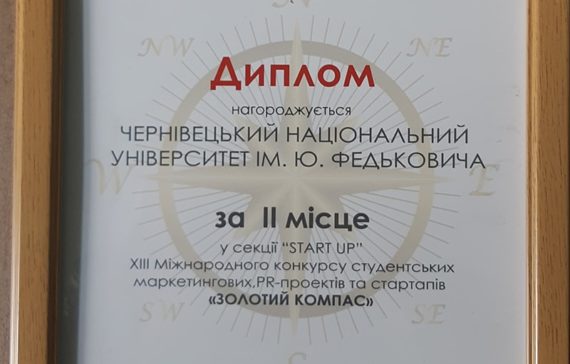 NW
NE
Диплом
нагороджується
ЧЕРНІВЕЦЬКИЙ НАЦІОНАЛЬНИЙ
УНІВЕРСИТЕТ ІМ. Ю. ФЕДЬКОВИЧА
W
E
за II місце
у секції “START UP”
XIII Міжнародного конкурсу студентських
маркетингових,PR-проектів та стартапів
«ЗОЛОТИЙ КОМПАС»
SW
SE